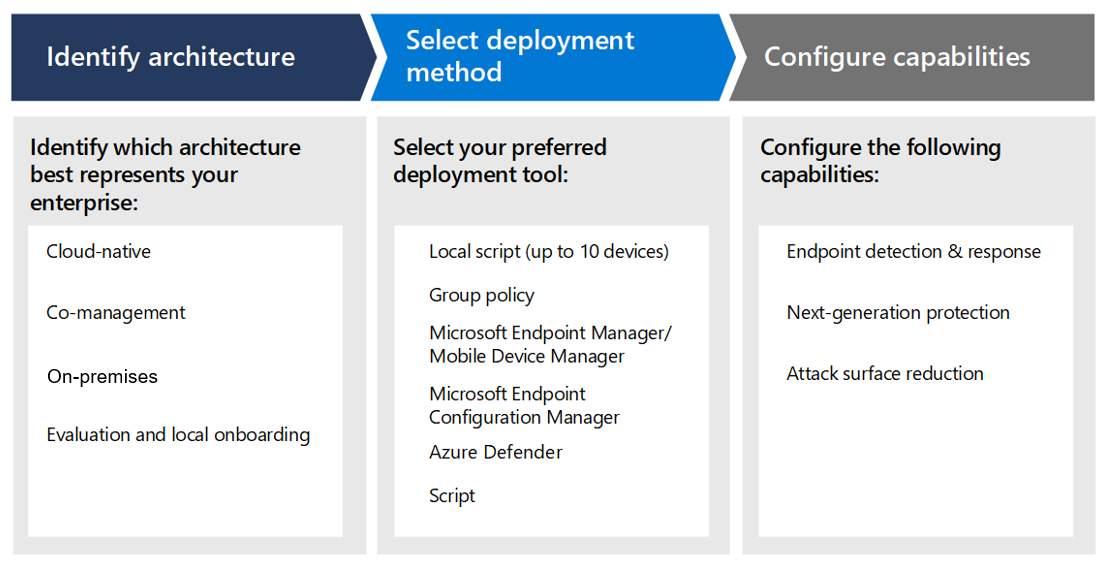 Identify architecture
Select deployment
method
Configure capabilities
Identify which architecture
best represents your
enterprise:
Cloud-native
Co-management
On-premises
Evaluation and local onboarding
Select your preferred
deployment tool:
Local script (up to 10 devices)
Group policy
Microsoft Endpoint Manager/
Mobile Device Manager
Microsoft Endpoint
Configuration Manager
Azure Defender
Script
Configure the following
capabilities:
Endpoint detection & response
Next-generation protection
Attack surface reduction